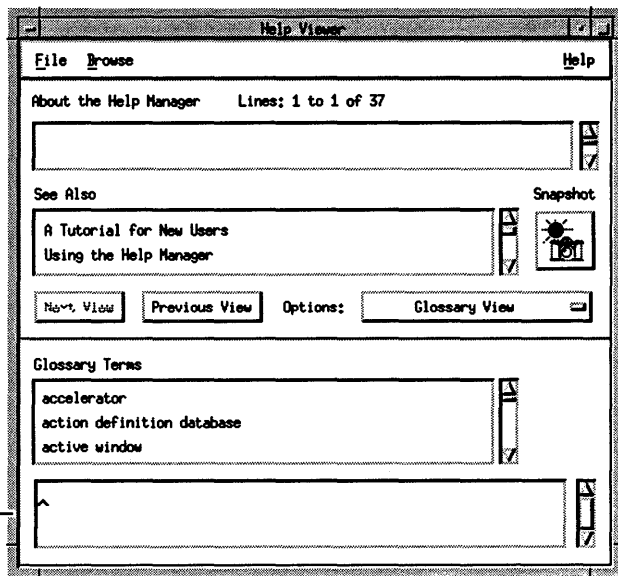 Help Viewer
File Browse Help
About the Help Manager Lines: 1 to 1 of 37
See Also Snapshot
A Tutorial for New Users
Using the Help Manager
Next View Previous View Options: Glossary View
Glossary Terms
accelerator
action definition database
active window
^